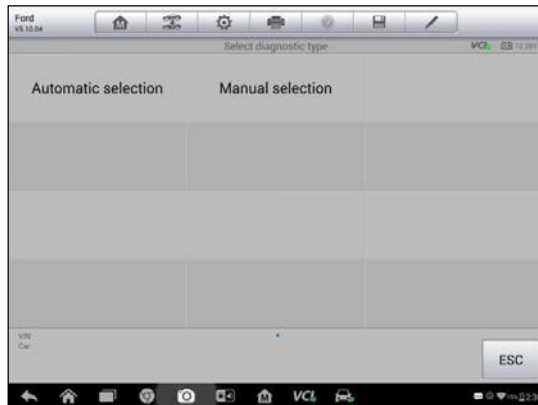 Ford
V5.10.04
Select diagnostic type
VCI
Automatic selection
Manual selection
VIN:
Car:
ESC
VCI